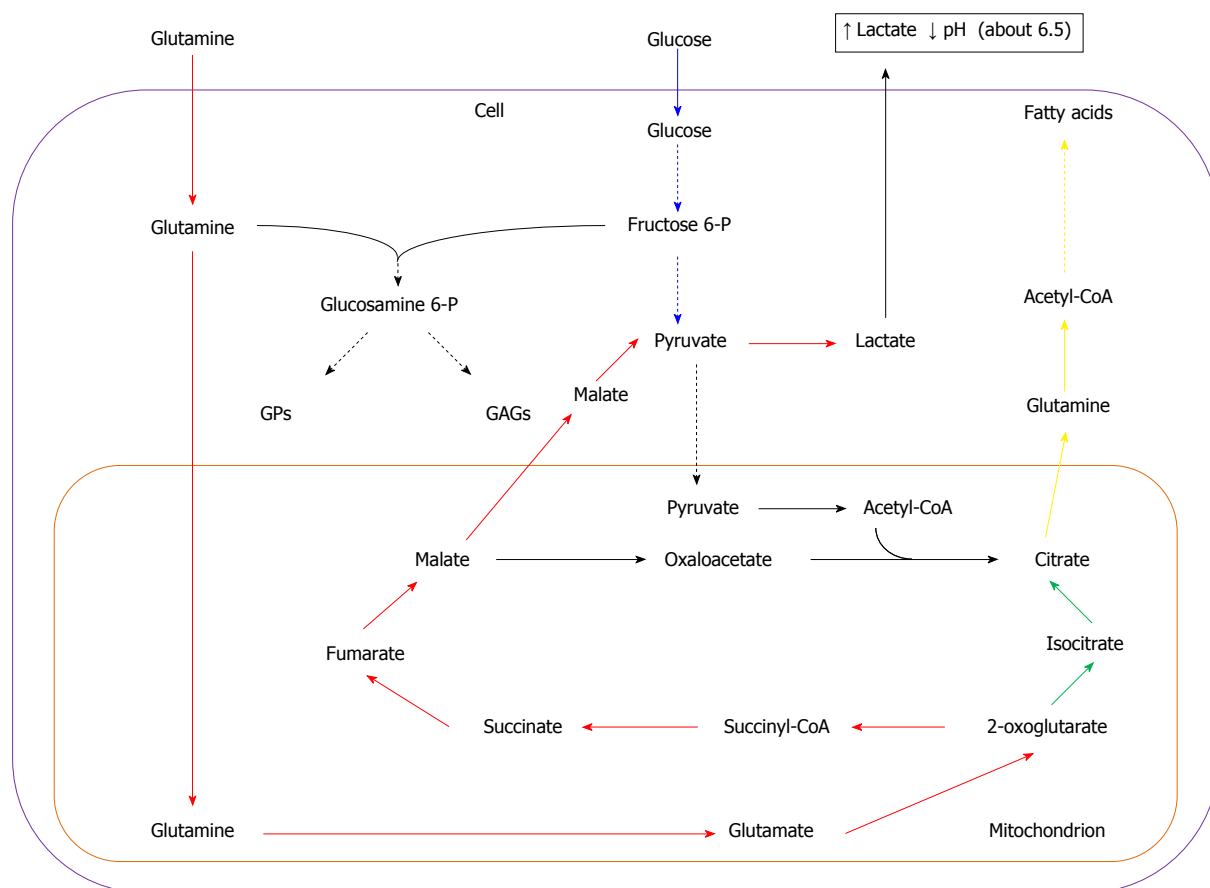 Glutamine
Glucose
↑ Lactate ↓ pH (about 6.5)
Cell
Fatty acids
Glucose
Glutamine
Fructose 6-P
Glucosamine 6-P
Acetyl-CoA
Pyruvate
Lactate
Malate
Glutamine
GPs
GAGs
Pyruvate
Acetyl-CoA
Malate
Oxaloacetate
Citrate
Fumarate
Isocitrate
Succinate
Succinyl-CoA
2-oxoglutarate
Glutamine
Glutamate
Mitochondrion